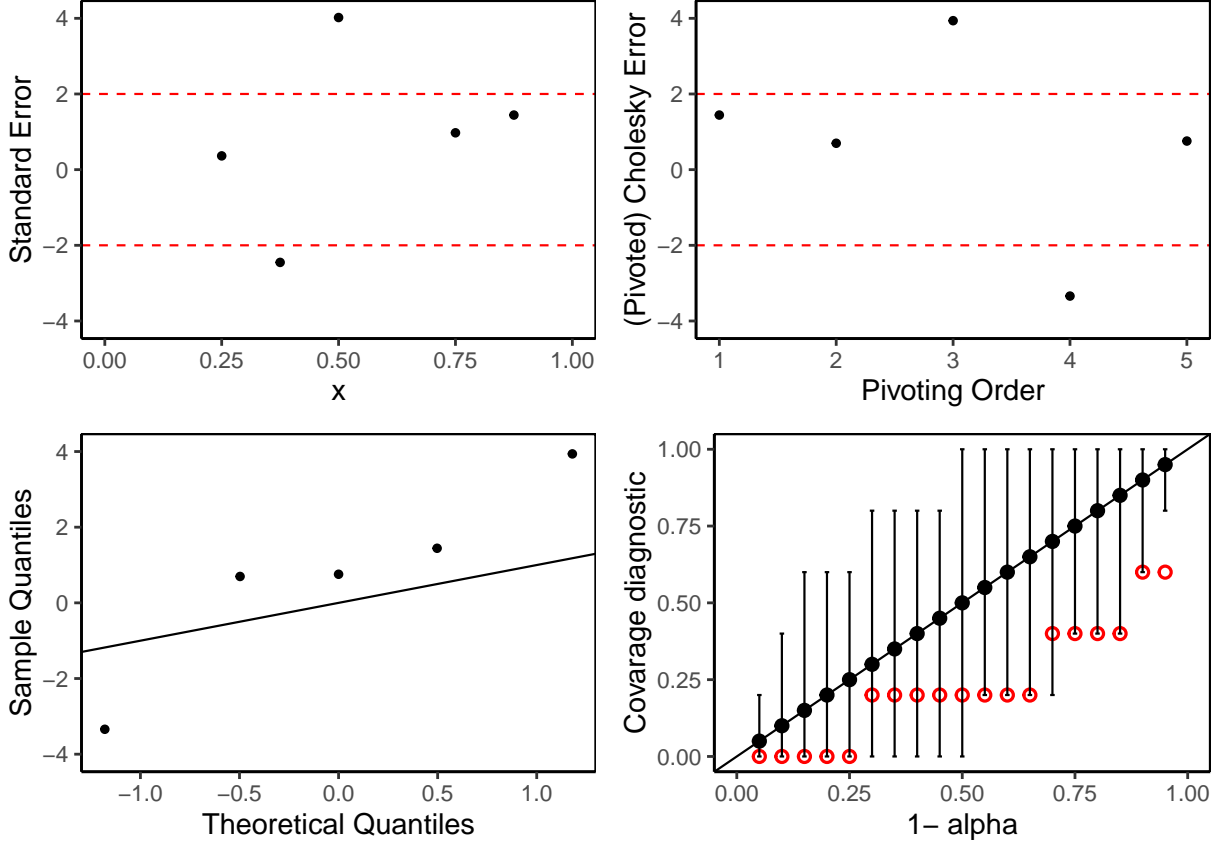 4
2
0
−2
−4
Standard Error
0.00 0.25 0.50 0.75 1.00
x
4
2
0
−2
−4
(Pivoted) Cholesky Error
1 2 3 4 5
Pivoting Order
4
2
0
−2
−4
Sample Quantiles
−1.0 −0.5 0.0 0.5 1.0
Theoretical Quantiles
1.00
0.75
0.50
0.25
0.00
Covarage diagnostic
0.00 0.25 0.50 0.75 1.00
1− alpha